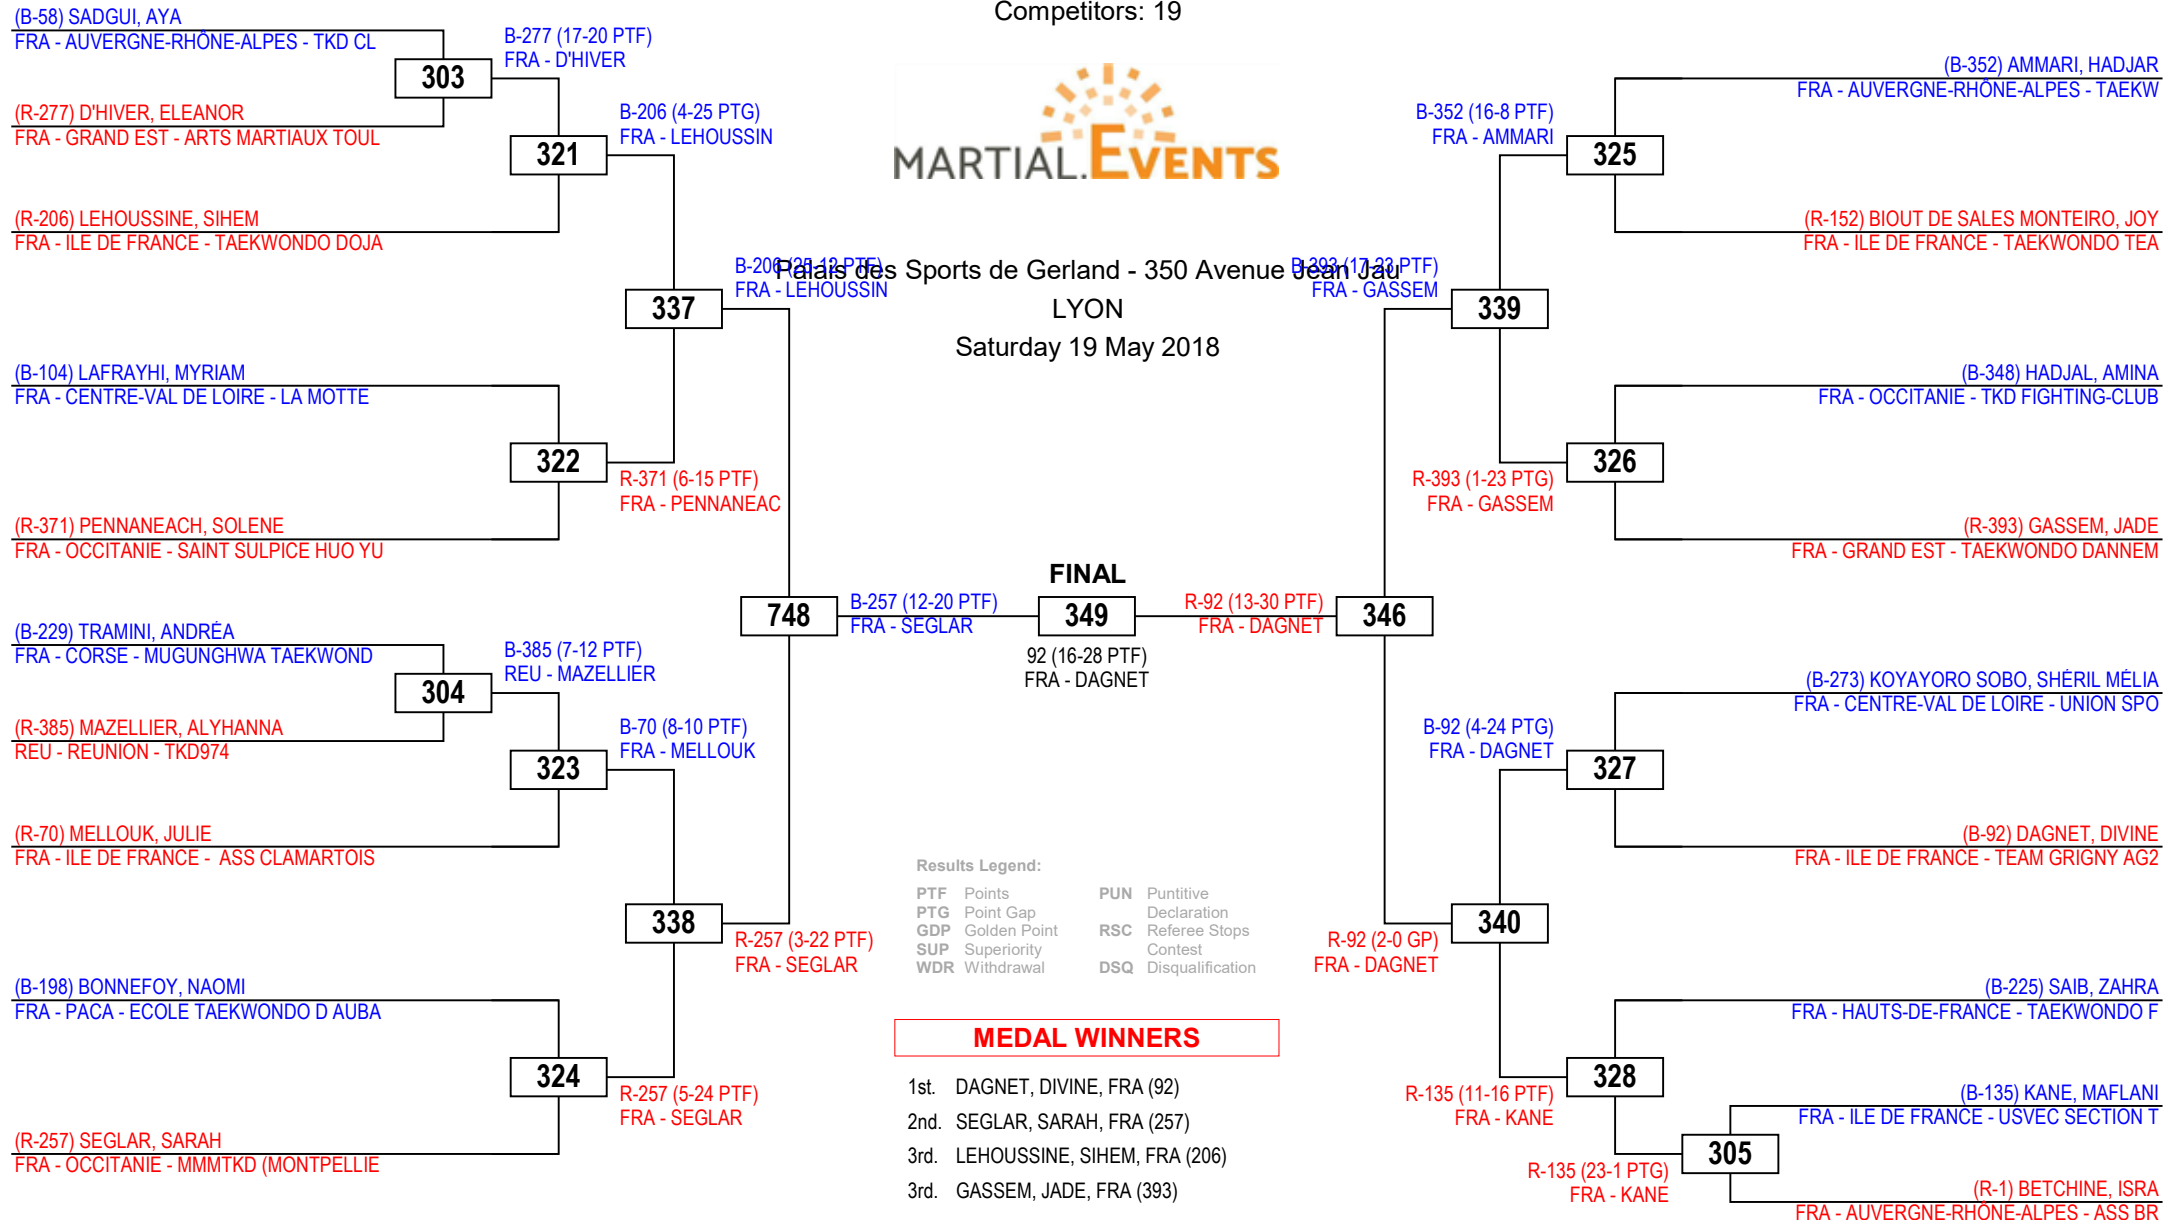 Competitors: 19
MARTIAL.EVENTS
Palais des Sports de Gerland - 350 Avenue Jean Jau
LYON
Saturday 19 May 2018
(B-58) SADGUI, AYA
FRA - AUVERGNE-RHÔNE-ALPES - TKD CL
303
(R-277) D'HIVER, ELEANOR
FRA - GRAND EST - ARTS MARTIAUX TOUL
B-277 (17-20 PTF)
FRA - D'HIVER
321
(R-206) LEHOUSSINE, SIHEM
FRA - ILE DE FRANCE - TAEKWONDO DOJA
B-206 (4-25 PTG)
FRA - LEHOUSSIN
337
B-206 (25-12 PTF)
FRA - LEHOUSSIN
(B-104) LAFRAYHI, MYRIAM
FRA - CENTRE-VAL DE LOIRE - LA MOTTE
322
R-371 (6-15 PTF)
FRA - PENNANEAC
(R-371) PENNANEACH, SOLENE
FRA - OCCITANIE - SAINT SULPICE HUO YU
748
B-257 (12-20 PTF)
FRA - SEGLAR
(B-229) TRAMINI, ANDRÉA
FRA - CORSE - MUGUNGHWA TAEKWOND
304
(R-385) MAZELLIER, ALYHANNA
REU - REUNION - TKD974
B-385 (7-12 PTF)
REU - MAZELLIER
323
B-70 (8-10 PTF)
FRA - MELLOUK
(R-70) MELLOUK, JULIE
FRA - ILE DE FRANCE - ASS CLAMARTOIS
338
R-257 (3-22 PTF)
FRA - SEGLAR
(B-198) BONNEFOY, NAOMI
FRA - PACA - ECOLE TAEKWONDO D AUBA
324
R-257 (5-24 PTF)
FRA - SEGLAR
(R-257) SEGLAR, SARAH
FRA - OCCITANIE - MMMTKD (MONTPELLIE
FINAL
349
92 (16-28 PTF)
FRA - DAGNET
(B-352) AMMARI, HADJAR
FRA - AUVERGNE-RHÔNE-ALPES - TAEKW
B-352 (16-8 PTF)
FRA - AMMARI
325
(R-152) BIOUT DE SALES MONTEIRO, JOY
FRA - ILE DE FRANCE - TAEKWONDO TEA
B-393 (17-23 PTF)
FRA - GASSEM
339
(B-348) HADJAL, AMINA
FRA - OCCITANIE - TKD FIGHTING-CLUB
326
R-393 (1-23 PTG)
FRA - GASSEM
(R-393) GASSEM, JADE
FRA - GRAND EST - TAEKWONDO DANNEM
R-92 (13-30 PTF)
FRA - DAGNET
346
(B-273) KOYAYORO SOBO, SHÉRIL MÉLIA
FRA - CENTRE-VAL DE LOIRE - UNION SPO
B-92 (4-24 PTG)
FRA - DAGNET
327
(B-92) DAGNET, DIVINE
FRA - ILE DE FRANCE - TEAM GRIGNY AG2
340
R-92 (2-0 GP)
FRA - DAGNET
(B-225) SAIB, ZAHRA
FRA - HAUTS-DE-FRANCE - TAEKWONDO F
328
R-135 (11-16 PTF)
FRA - KANE
(B-135) KANE, MAFLANI
FRA - ILE DE FRANCE - USVEC SECTION T
305
R-135 (23-1 PTG)
FRA - KANE
(R-1) BETCHINE, ISRA
FRA - AUVERGNE-RHÔNE-ALPES - ASS BR
Results Legend:
PTF Points
PTG Point Gap
GDP Golden Point
SUP Superiority
WDR Withdrawal
PUN Puntitive
Declaration
RSC Referee Stops
Contest
DSQ Disqualification
MEDAL WINNERS
1st. DAGNET, DIVINE, FRA (92)
2nd. SEGLAR, SARAH, FRA (257)
3rd. LEHOUSSINE, SIHEM, FRA (206)
3rd. GASSEM, JADE, FRA (393)